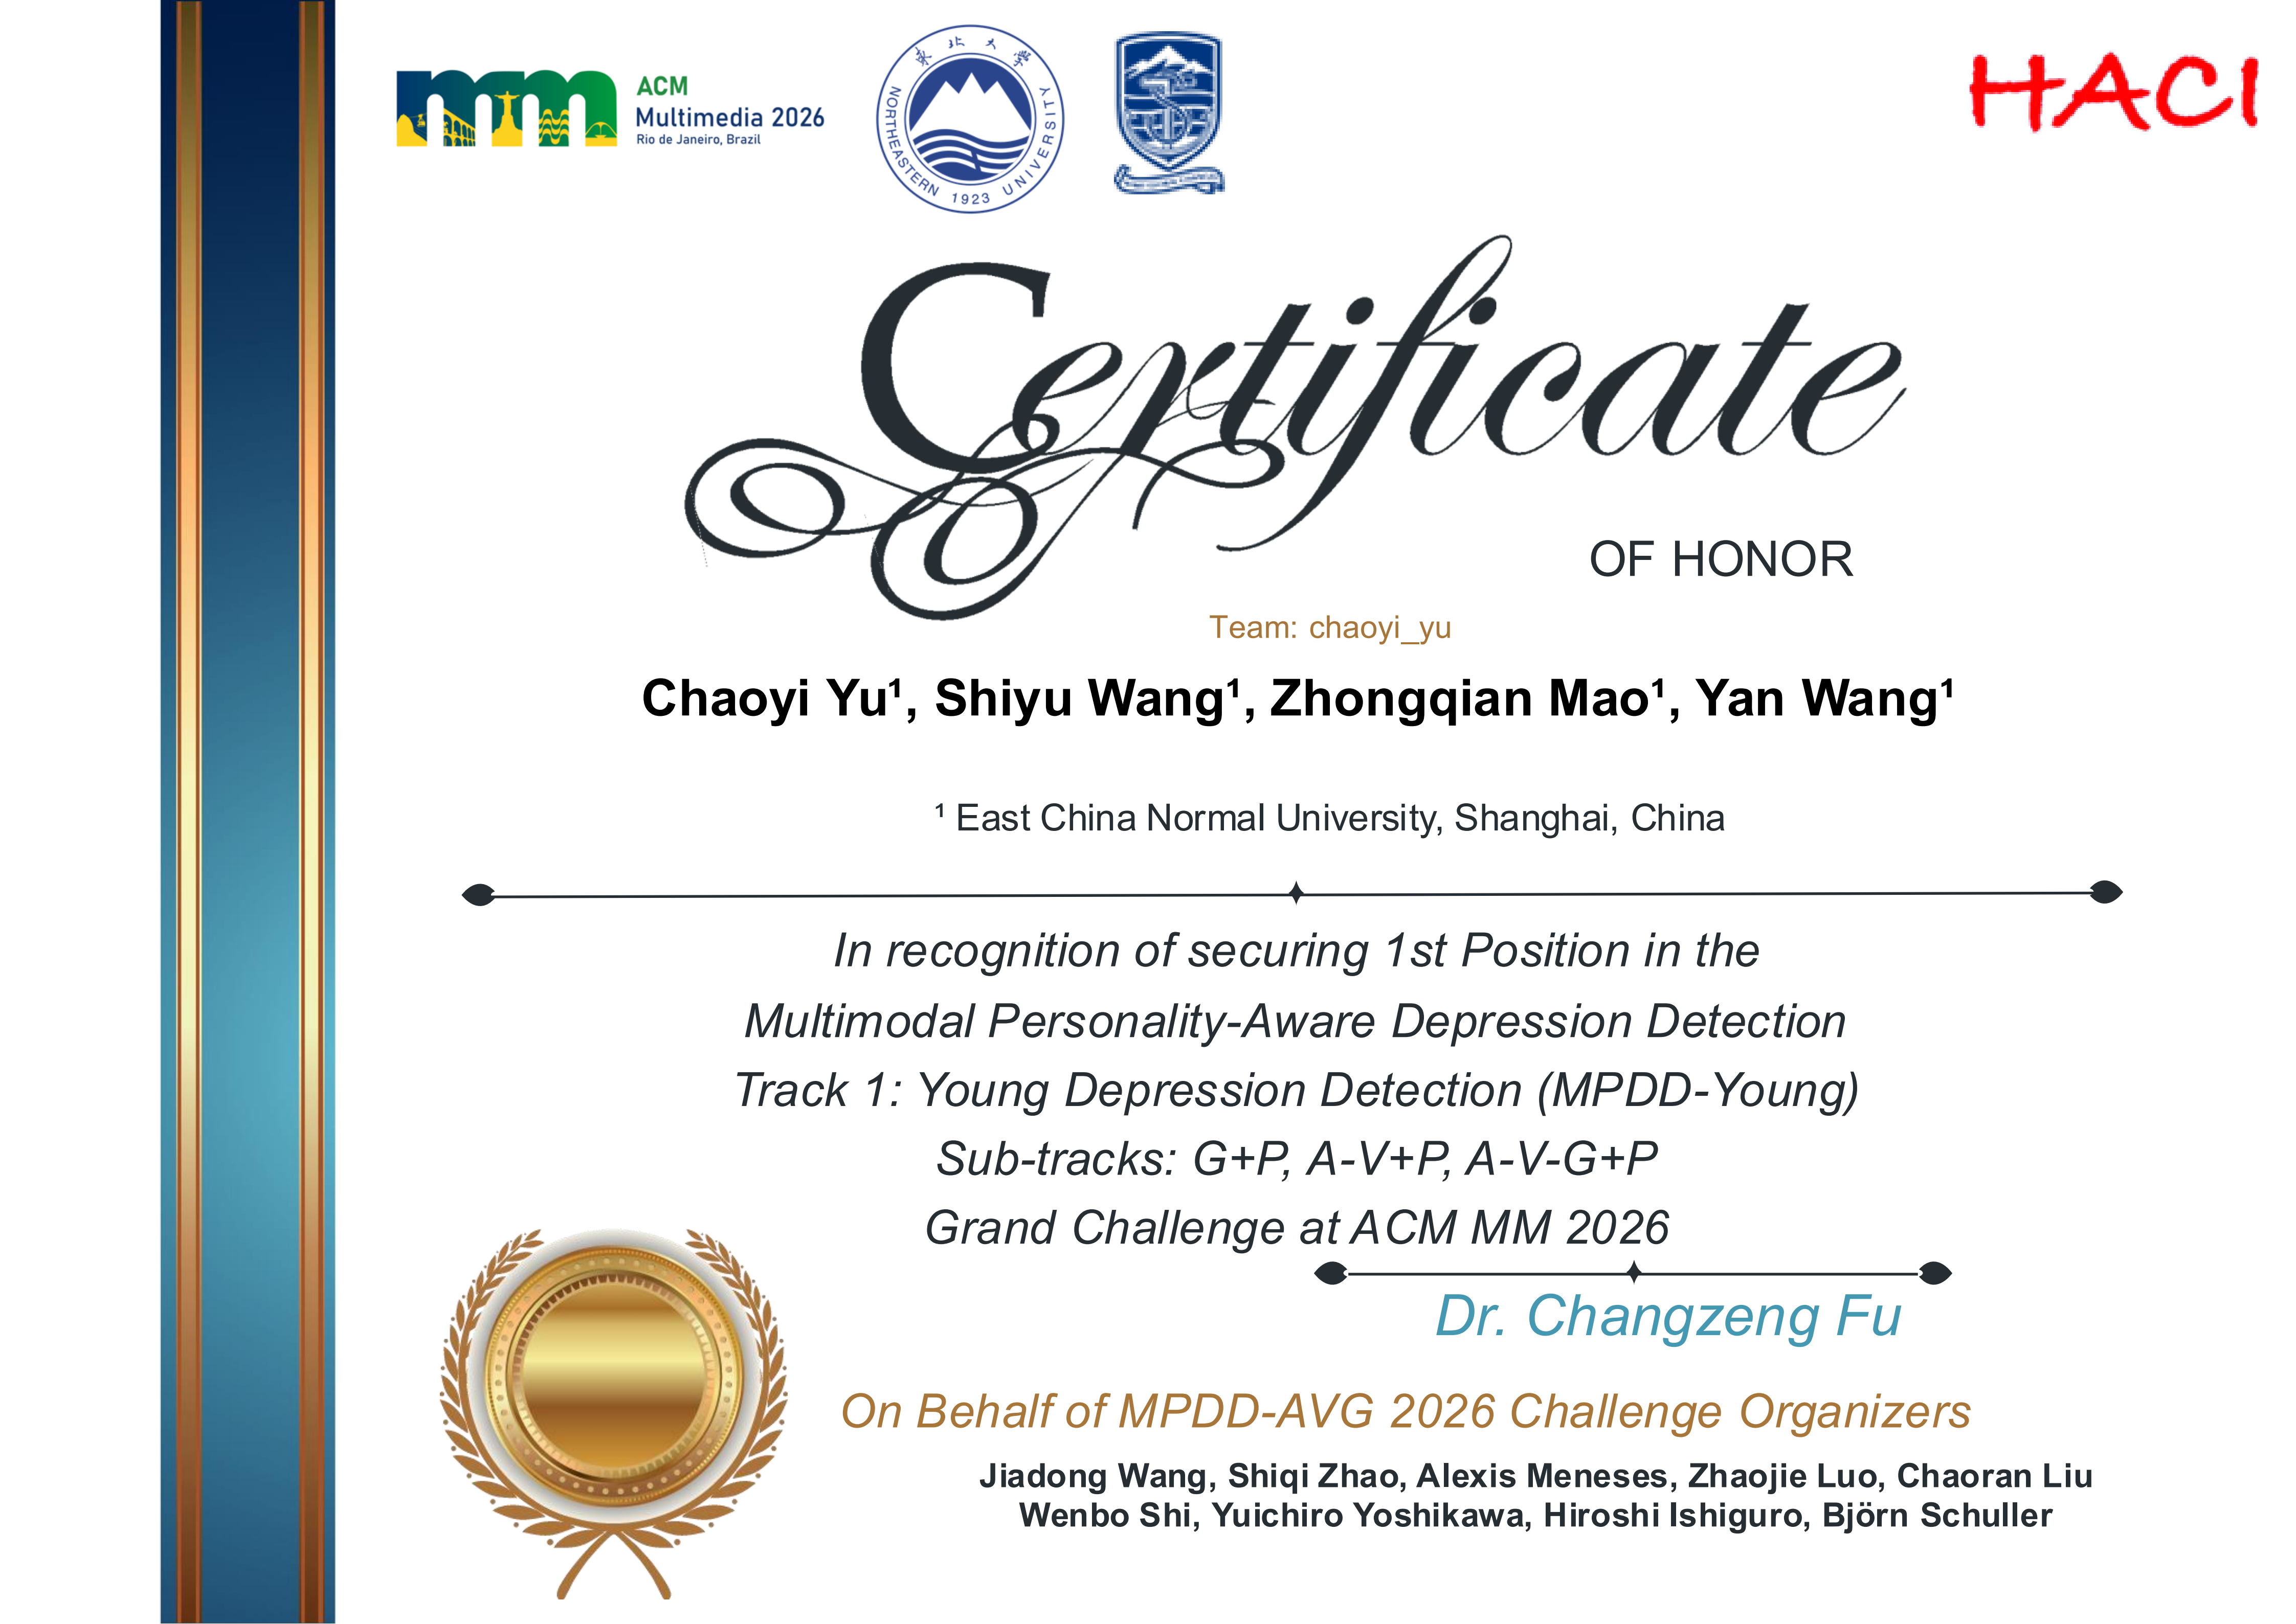 ACM
Multimedia 2026
Rio de Janeiro, Brazil
東北大学
NORTHEASTERN 1923 UNIVERSITY
HACI
Certificate
OF HONOR
Team: chaoyi_yu
Chaoyi Yu¹, Shiyu Wang¹, Zhongqian Mao¹, Yan Wang¹
¹ East China Normal University, Shanghai, China
In recognition of securing 1st Position in the
Multimodal Personality-Aware Depression Detection
Track 1: Young Depression Detection (MPDD-Young)
Sub-tracks: G+P, A-V+P, A-V-G+P
Grand Challenge at ACM MM 2026
Dr. Changzeng Fu
On Behalf of MPDD-AVG 2026 Challenge Organizers
Jiadong Wang, Shiqi Zhao, Alexis Meneses, Zhaojie Luo, Chaoran Liu
Wenbo Shi, Yuichiro Yoshikawa, Hiroshi Ishiguro, Björn Schuller